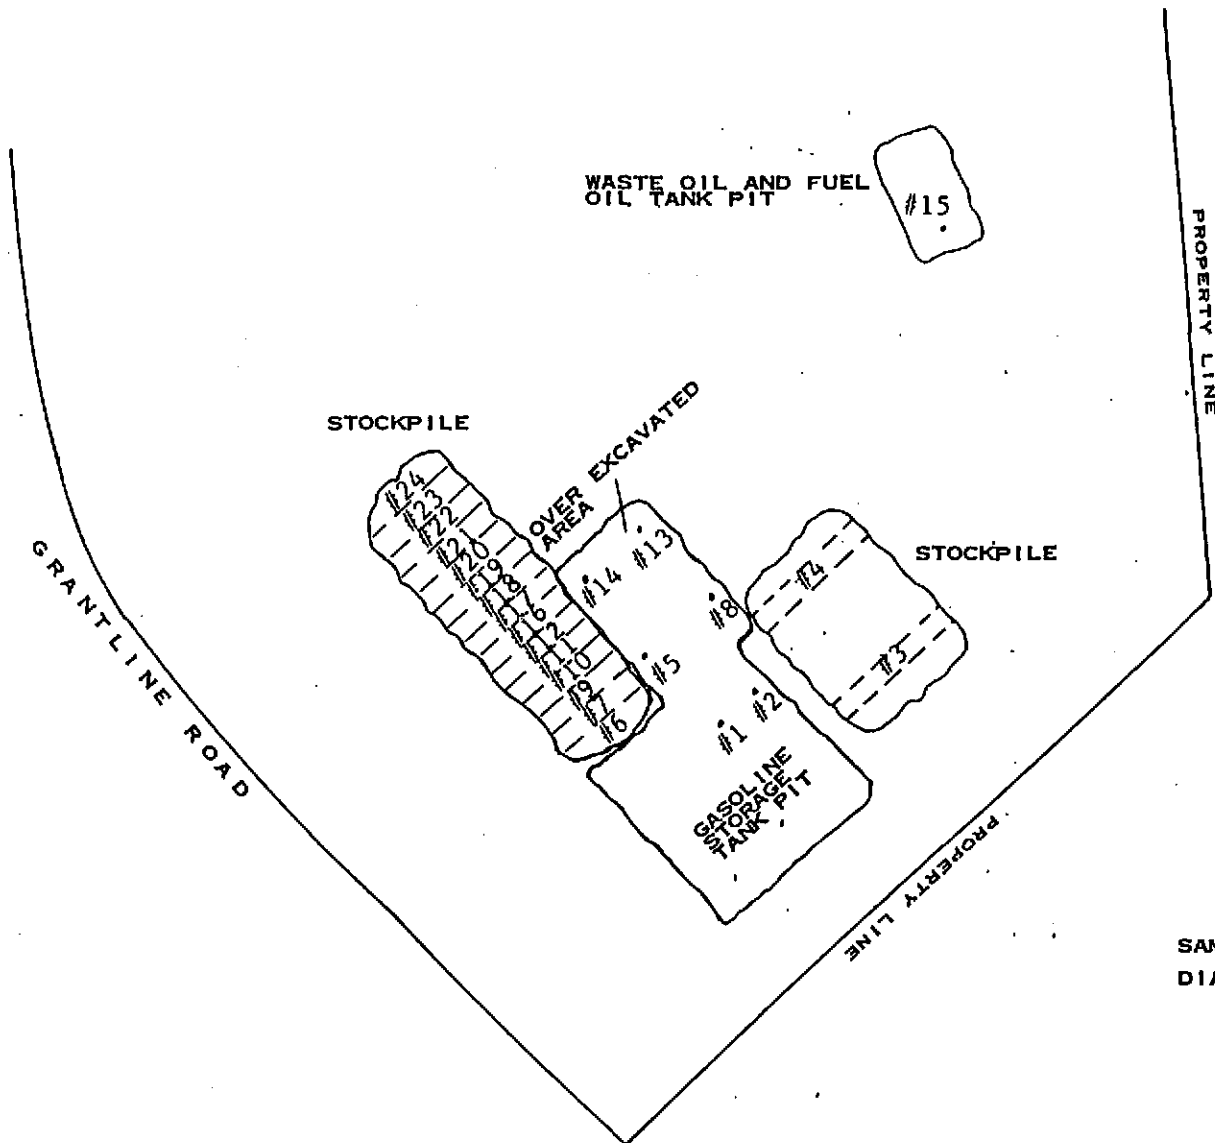 WASTE OIL AND FUEL
OIL TANK PIT
#15
PROPERTY LINE
STOCKPILE
OVER EXCAVATED
AREA
#24
#23
#22
#21
#20
#19
#18
#17
#16
#12
#11
#10
#9
#7
#6
#14
#13
#8
#5
#4
#3
STOCKPILE
#1
#2
GASOLINE
STORAGE
TANK PIT
GRANTLINE ROAD
PROPERTY LINE
SAM
DIA